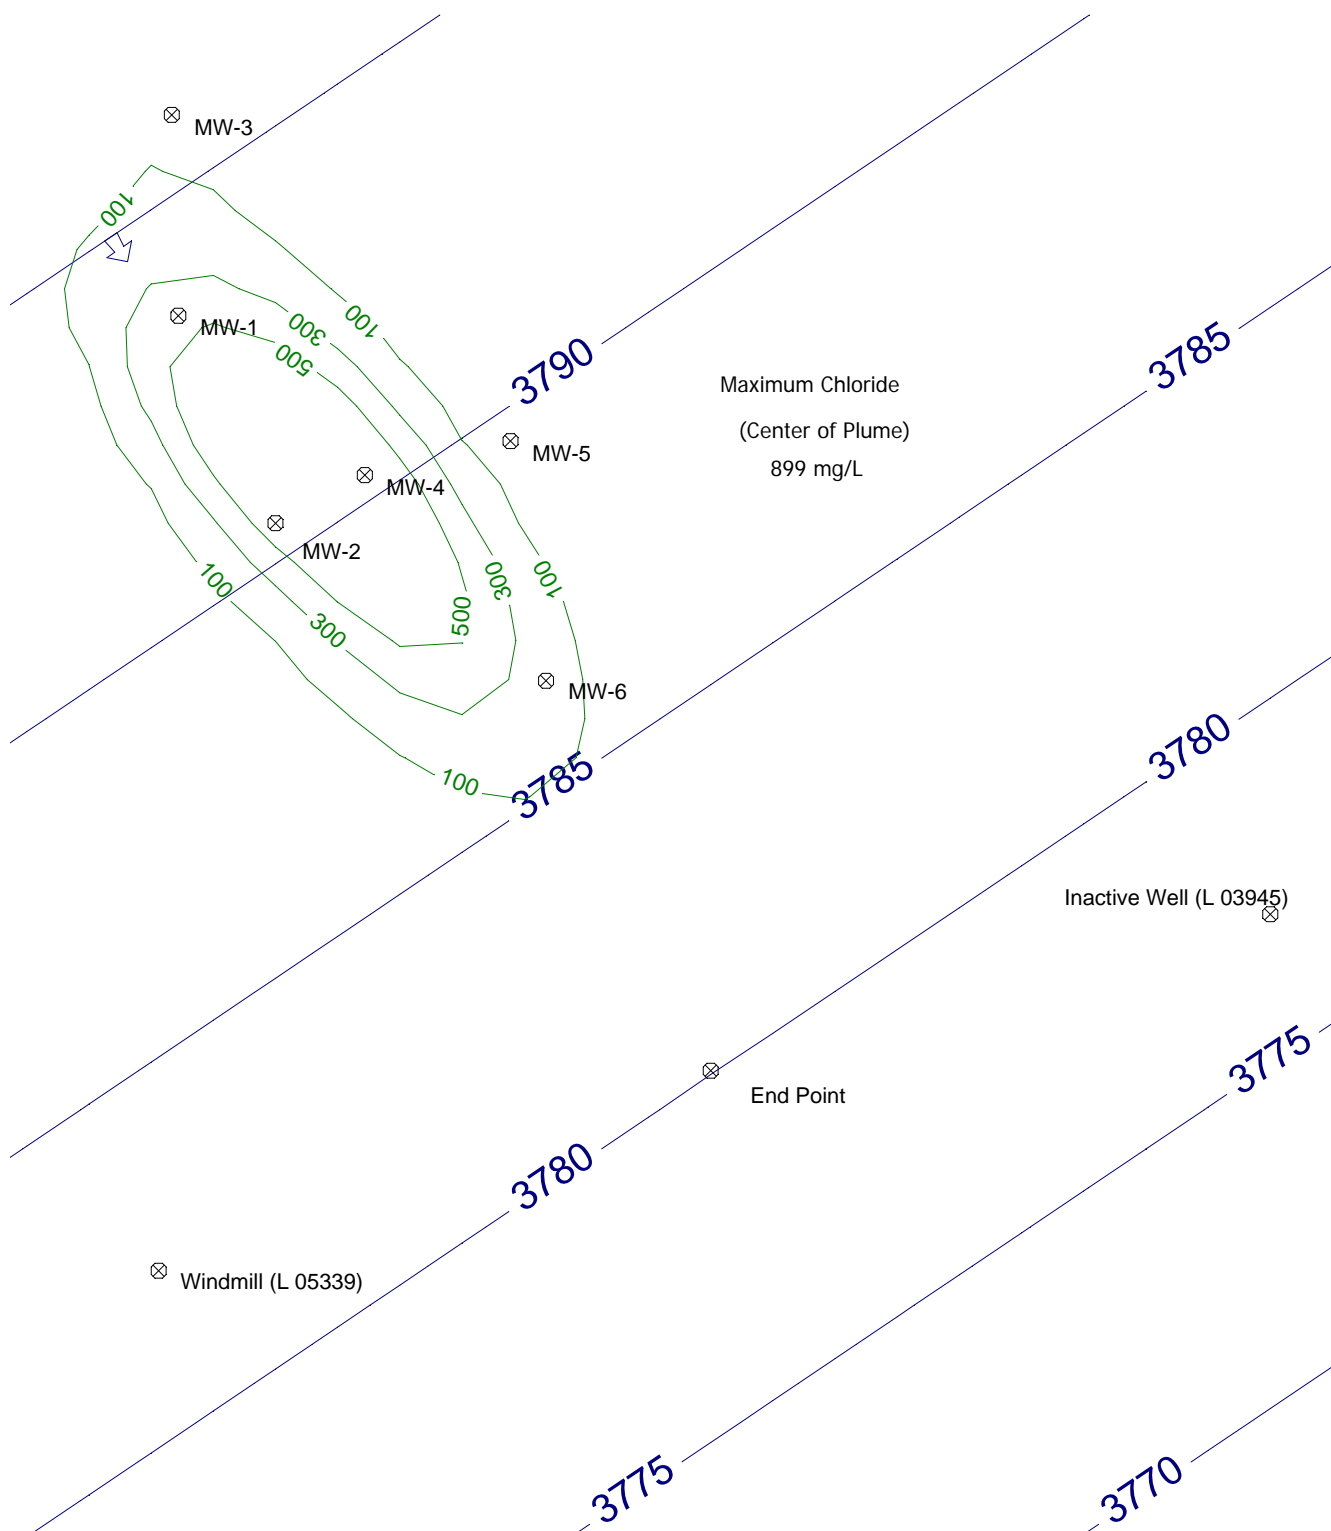 MW-3
100
MW-1
300
100
500
3790
3785
Maximum Chloride
(Center of Plume)
899 mg/L
MW-5
MW-4
MW-2
100
300
100
300
500
MW-6
3780
100
3785
Inactive Well (L 03945)
3775
End Point
3780
Windmill (L 05339)
3775
3770